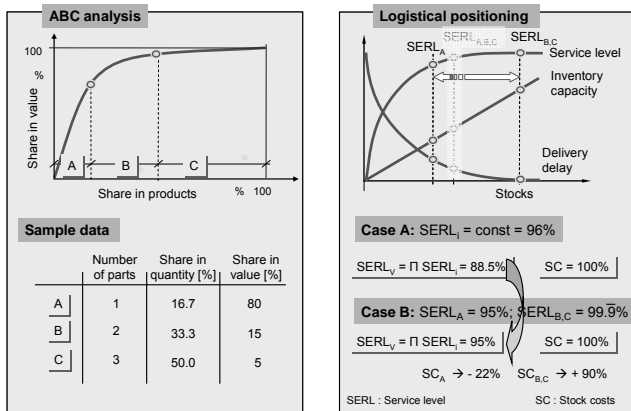 ABC analysis
100
%
Share in value
A
B
C
Share in products
% 100
Sample data
Number of parts
Share in quantity [%]
Share in value [%]
A 1 16.7 80
B 2 33.3 15
C 3 50.0 5
Logistical positioning
SERL_A
SERL_A,B,C
SERL_B,C
Service level
Inventory capacity
Delivery delay
Stocks
Case A: SERL_i = const = 96%
SERL_V = Π SERL_i = 88.5%
SC = 100%
Case B: SERL_A = 95%; SERL_B,C = 99.9̅%
SERL_V = Π SERL_i = 95%
SC = 100%
SC_A → - 22% SC_B,C → + 90%
SERL : Service level
SC : Stock costs